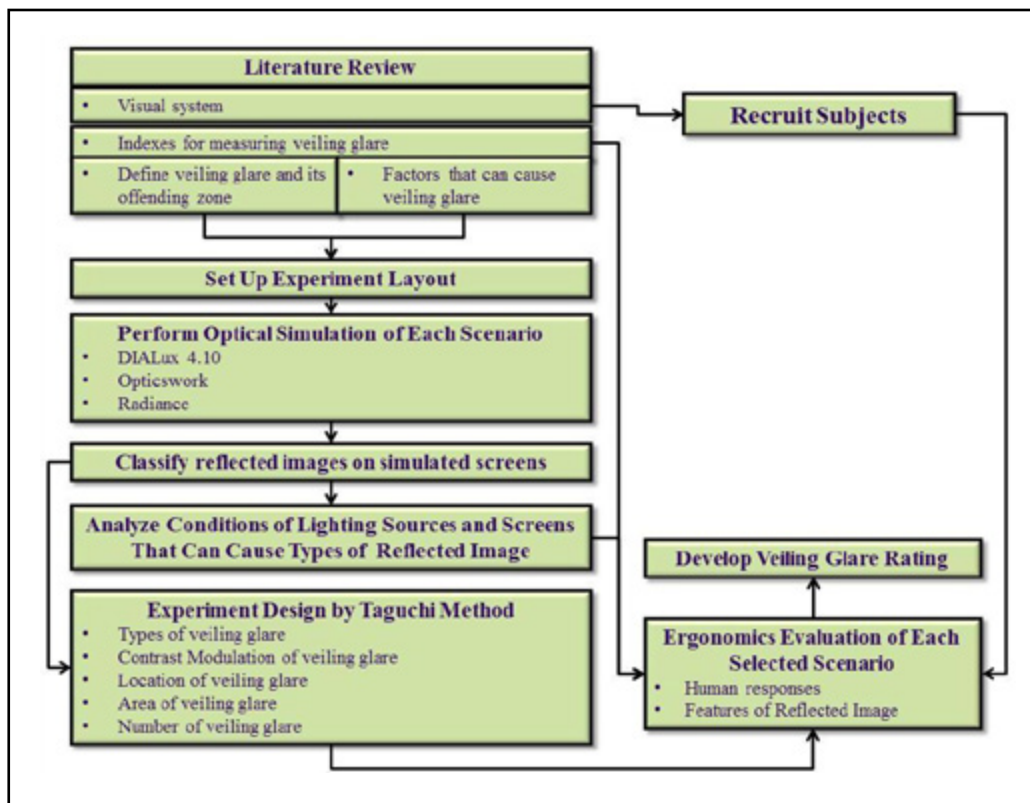 Literature Review
• Visual system
• Indexes for measuring veiling glare
• Define veiling glare and its
offending zone
• Factors that can cause
veiling glare
Recruit Subjects
Set Up Experiment Layout
Perform Optical Simulation of Each Scenario
• DIALux 4.10
• Opticswork
• Radiance
Classify reflected images on simulated screens
Analyze Conditions of Lighting Sources and Screens
That Can Cause Types of Reflected Image
Experiment Design by Taguchi Method
• Types of veiling glare
• Contrast Modulation of veiling glare
• Location of veiling glare
• Area of veiling glare
• Number of veiling glare
Develop Veiling Glare Rating
Ergonomics Evaluation of Each
Selected Scenario
• Human responses
• Features of Reflected Image